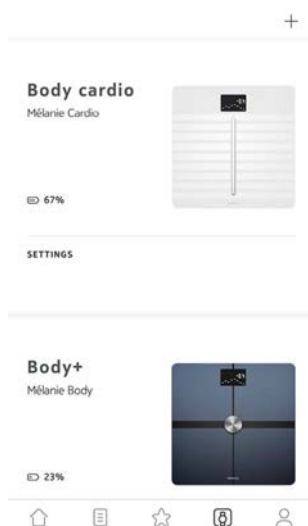 Body cardio
Mélanie Cardio
67%
SETTINGS
Body+
Mélanie Body
23%